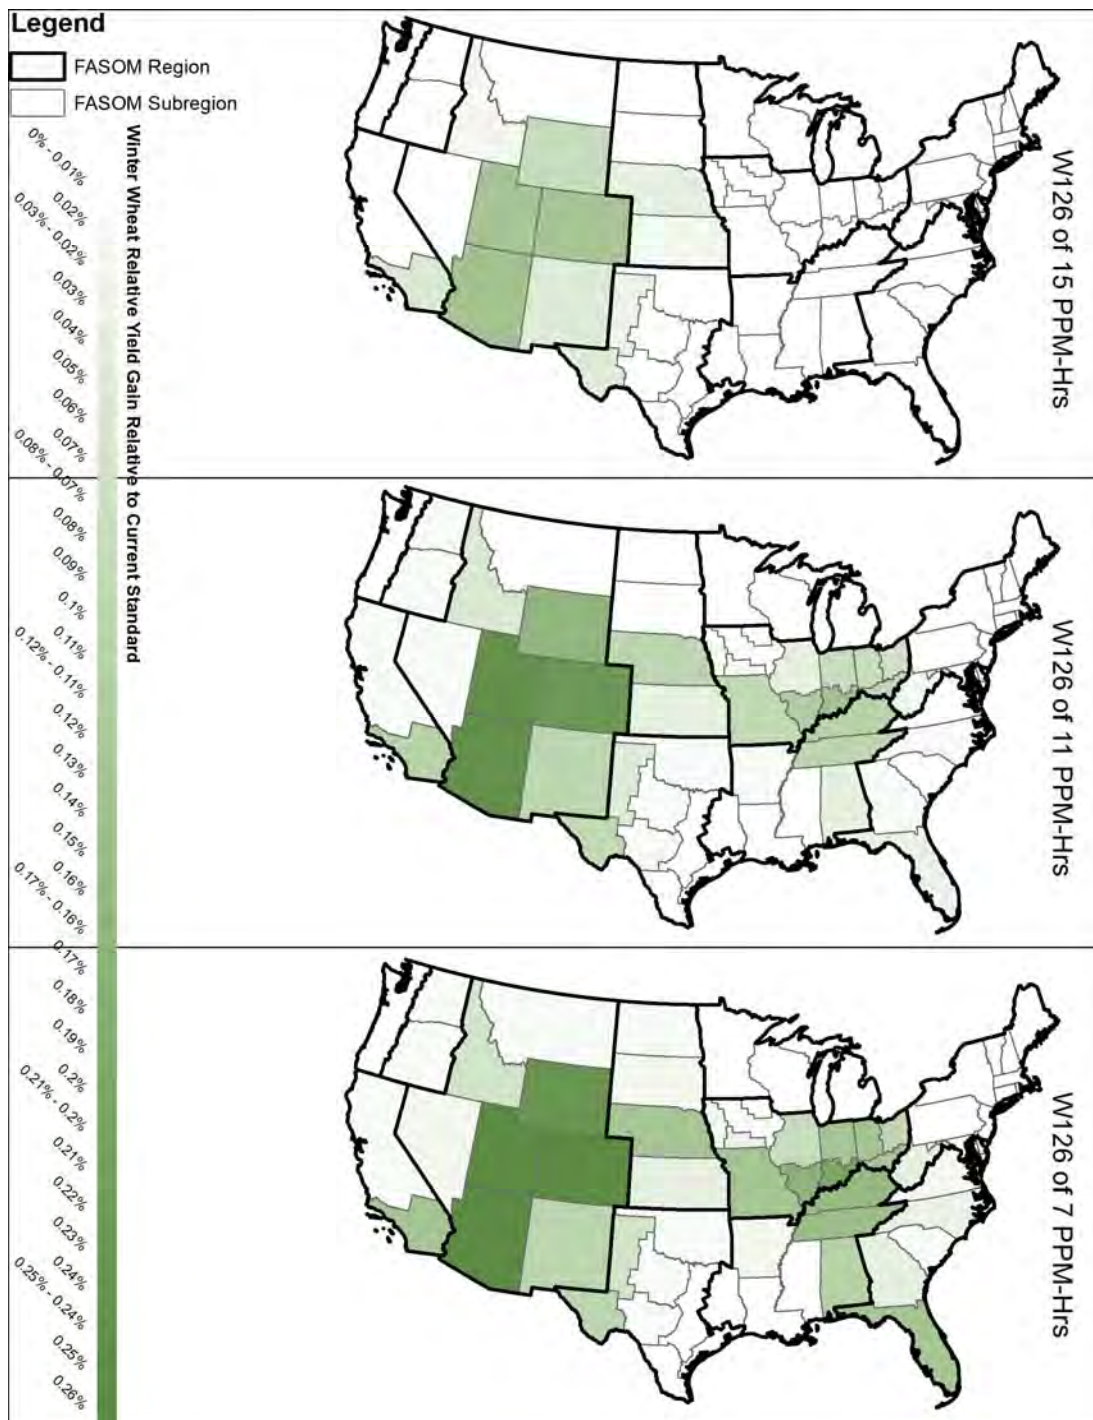 Legend
FASOM Region
FASOM Subregion
Winter Wheat Relative Yield Gain Relative to Current Standard
0% - 0.01%
0.02%
0.03% - 0.02%
0.03%
0.04%
0.05%
0.06%
0.07%
0.08% - 0.07%
0.08%
0.09%
0.1%
0.11%
0.12% - 0.11%
0.12%
0.13%
0.14%
0.15%
0.16%
0.17% - 0.16%
0.17%
0.18%
0.19%
0.2%
0.21% - 0.2%
0.21%
0.22%
0.23%
0.24%
0.25% - 0.24%
0.25%
0.26%
W126 of 15 PPM-Hrs
W126 of 11 PPM-Hrs
W126 of 7 PPM-Hrs